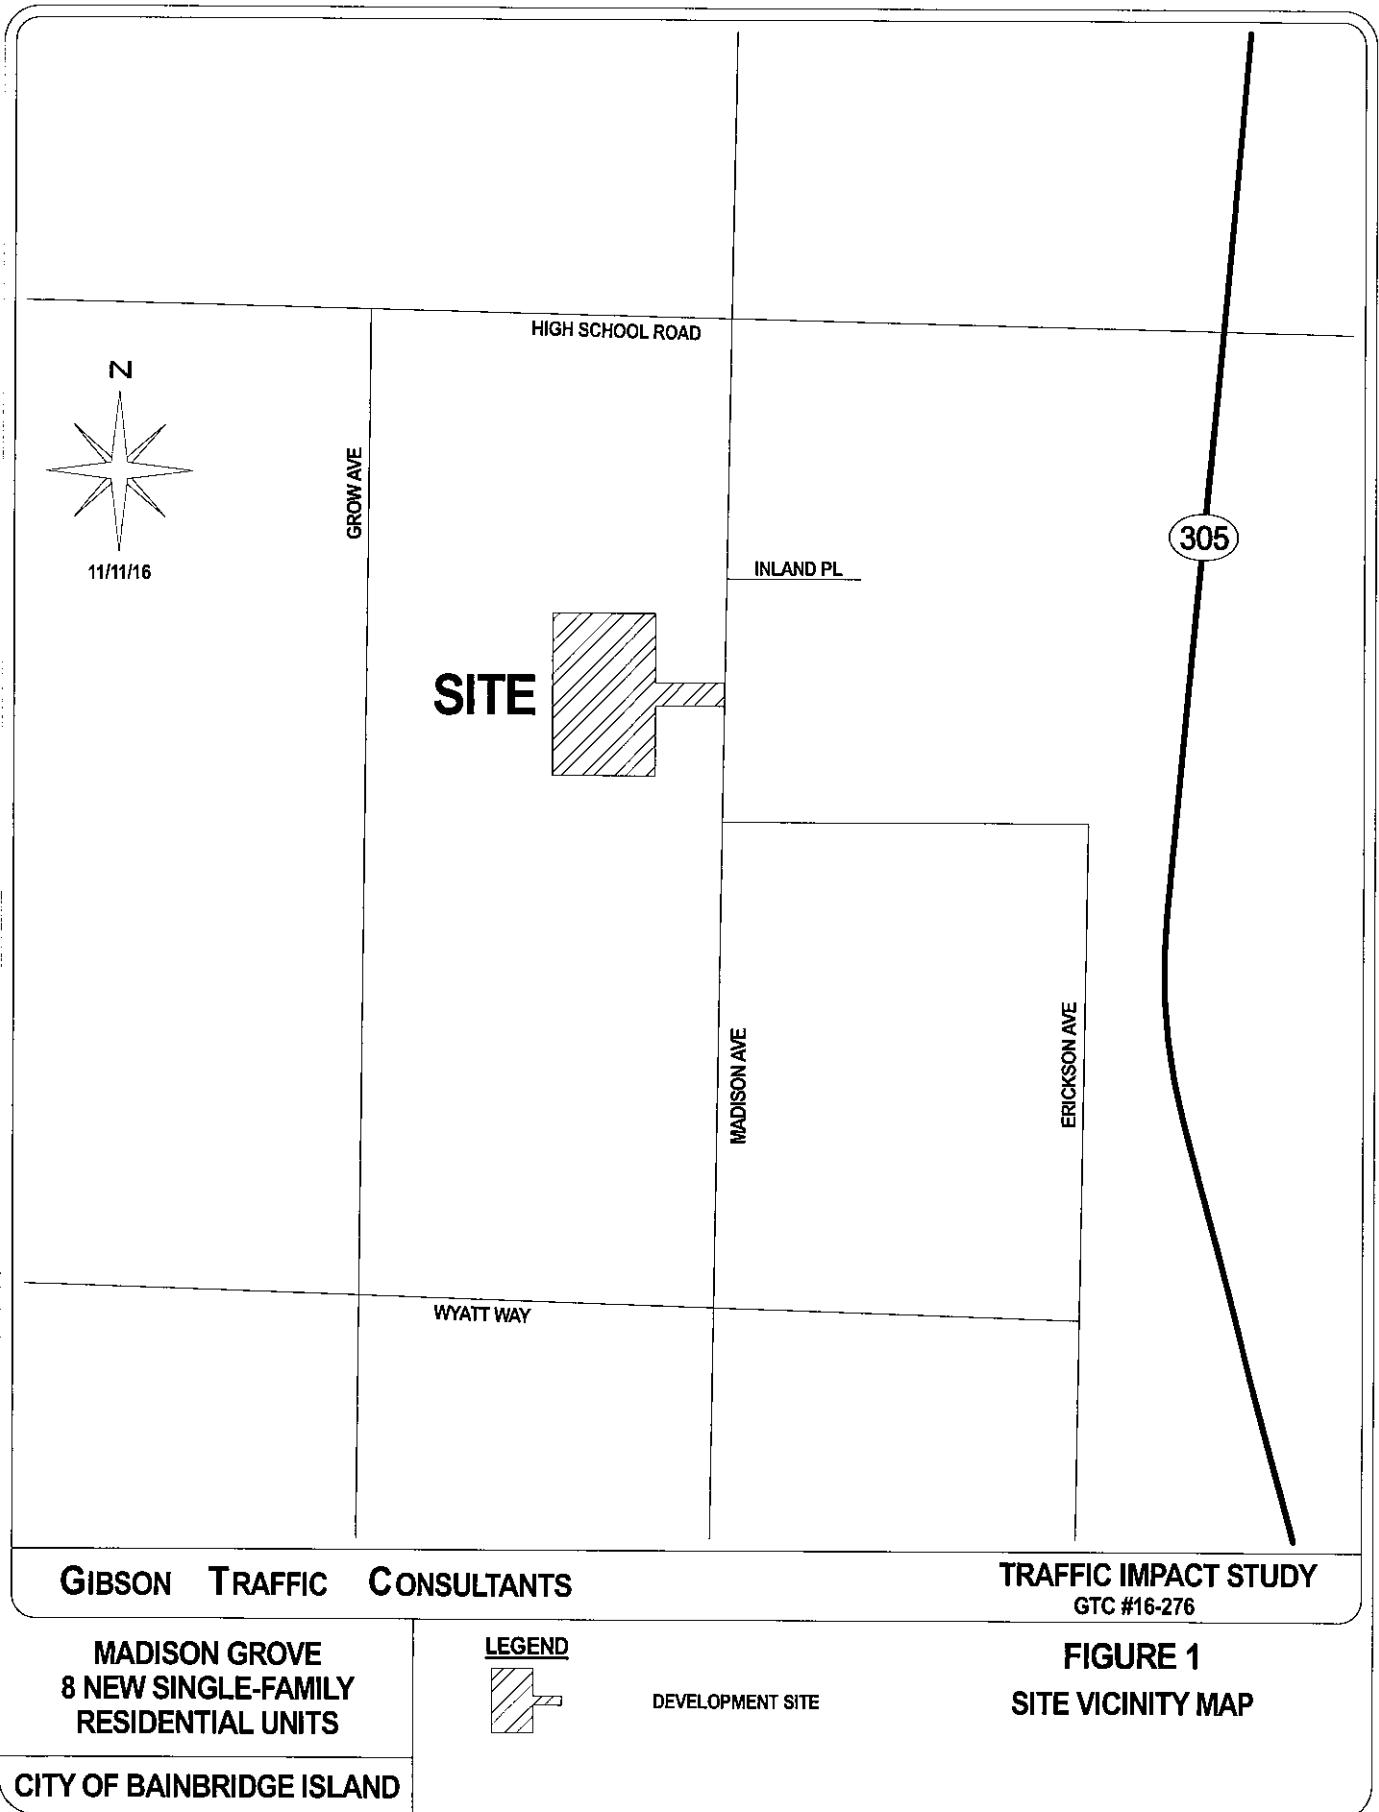 HIGH SCHOOL ROAD
N
11/11/16
GROW AVE
305
INLAND PL
SITE
MADISON AVE
ERICKSON AVE
WYATT WAY
GIBSON TRAFFIC CONSULTANTS
TRAFFIC IMPACT STUDY
GTC #16-276
MADISON GROVE
8 NEW SINGLE-FAMILY
RESIDENTIAL UNITS
CITY OF BAINBRIDGE ISLAND
LEGEND
DEVELOPMENT SITE
FIGURE 1
SITE VICINITY MAP